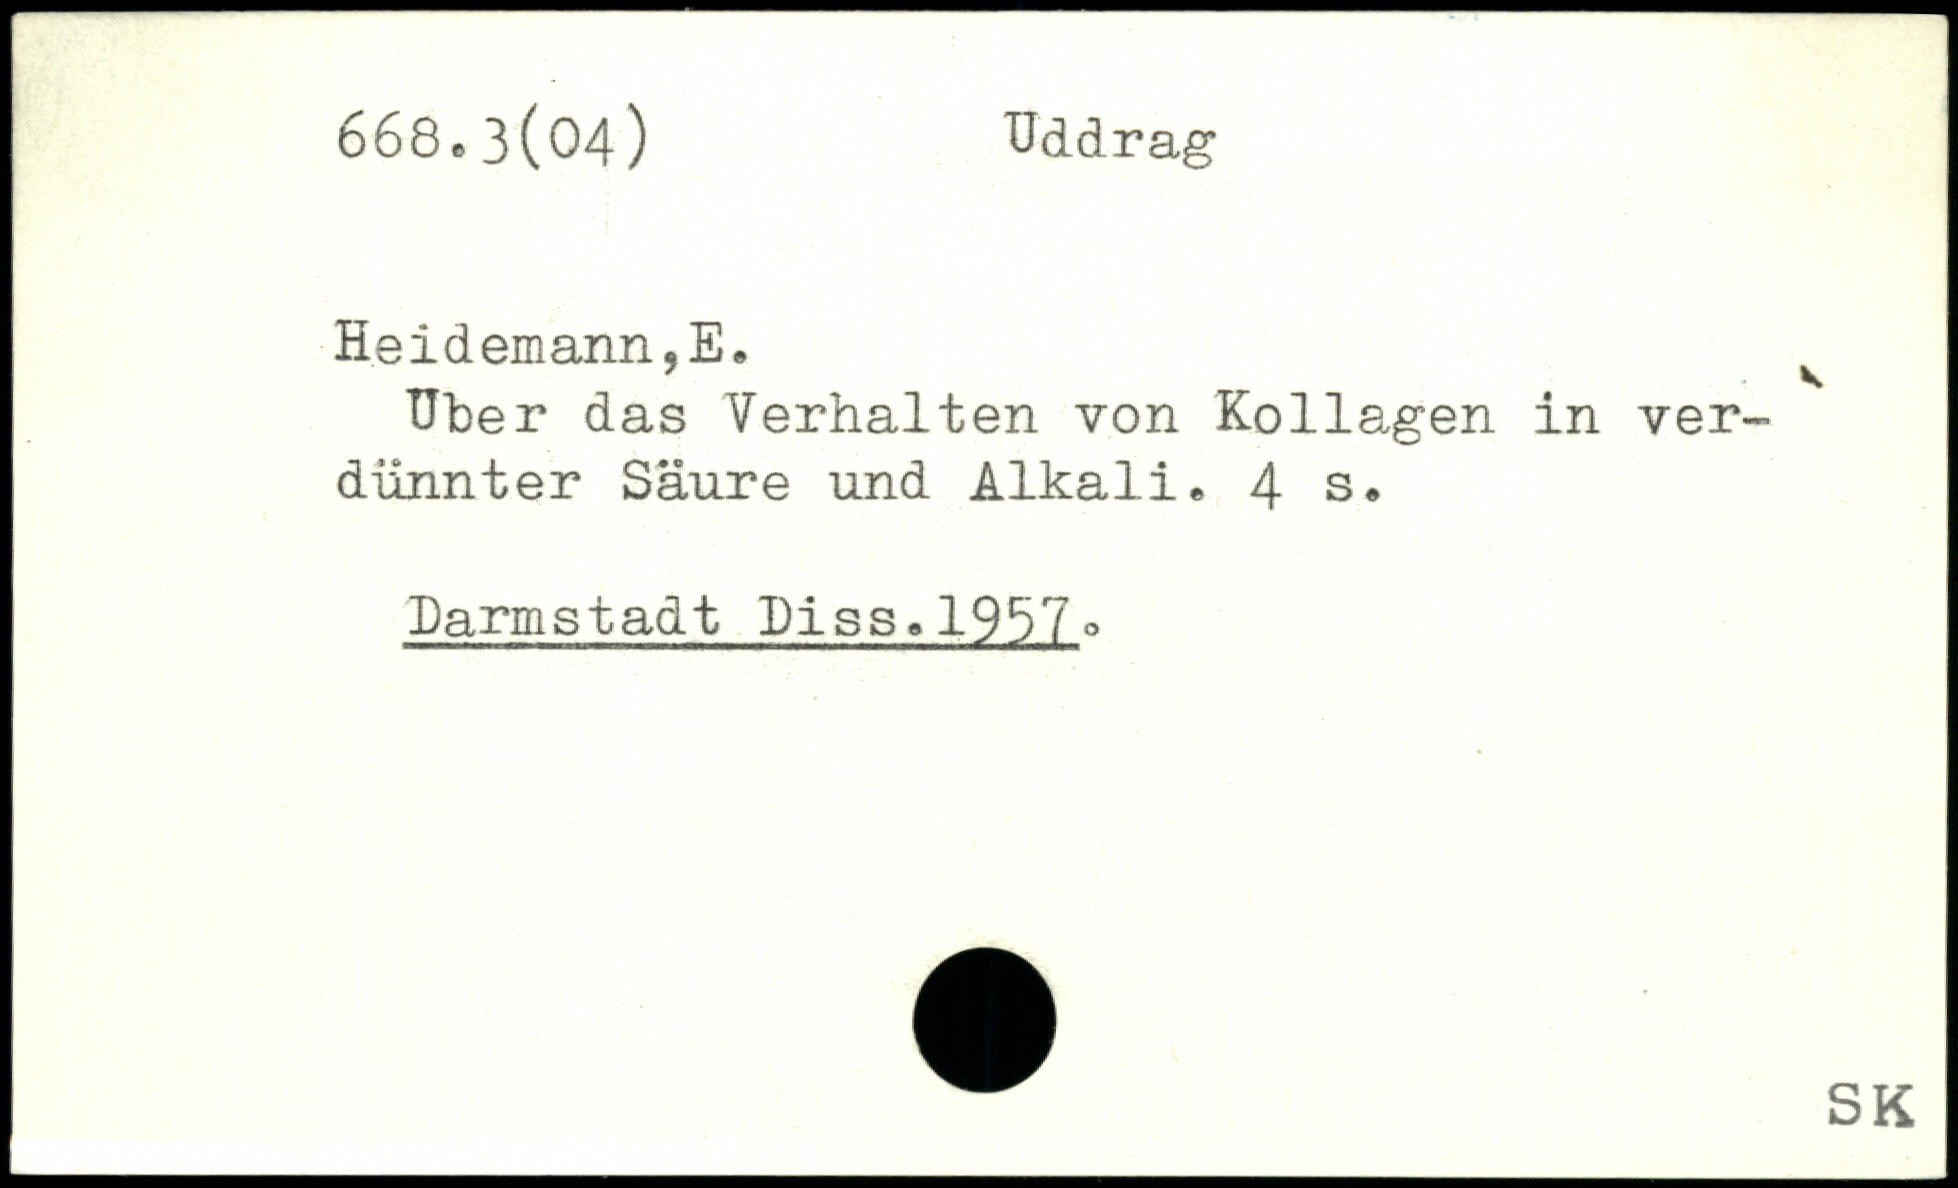 668.3(04) Uddrag
Heidemann,E.
Über das Verhalten von Kollagen in ver-
dünnter Säure und Alkali. 4 s.
Darmstadt Diss.1957.
SK